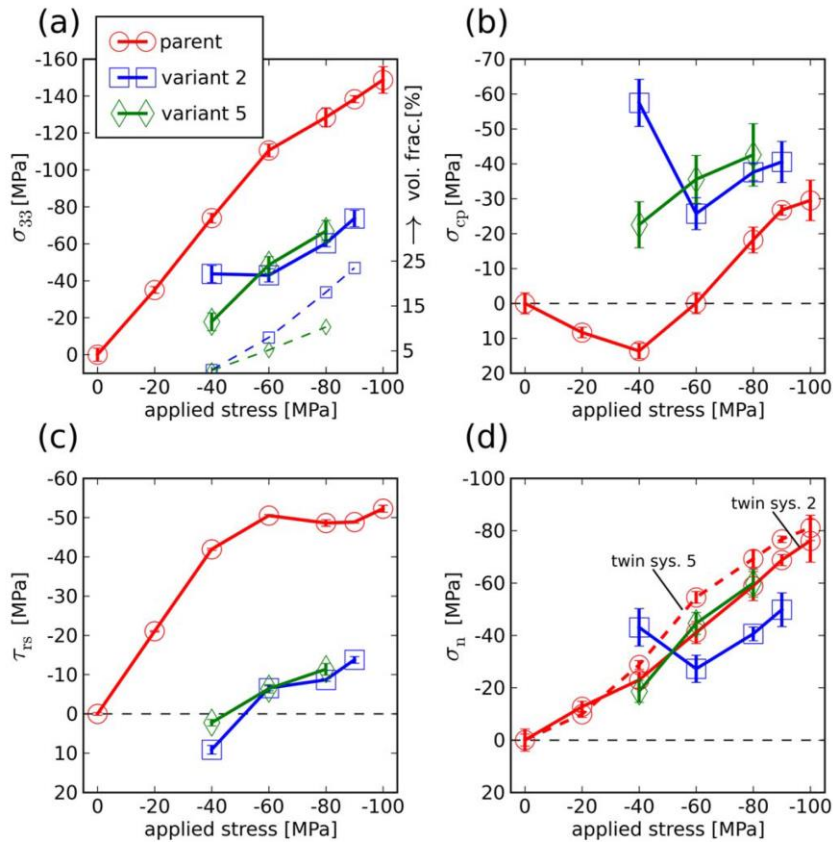 (a)
parent
variant 2
variant 5
-160
-140
-120
-100
-80
-60
-40
-20
0
σ33 [MPa]
→ vol. frac.[%]
25
15
5
0 -20 -40 -60 -80 -100
applied stress [MPa]
(b)
-70
-60
-50
-40
-30
-20
-10
0
10
20
σcp [MPa]
0 -20 -40 -60 -80 -100
applied stress [MPa]
(c)
-60
-50
-40
-30
-20
-10
0
10
20
τrs [MPa]
0 -20 -40 -60 -80 -100
applied stress [MPa]
(d)
-100
-80
-60
-40
-20
0
20
σn [MPa]
twin sys. 2
twin sys. 5
0 -20 -40 -60 -80 -100
applied stress [MPa]